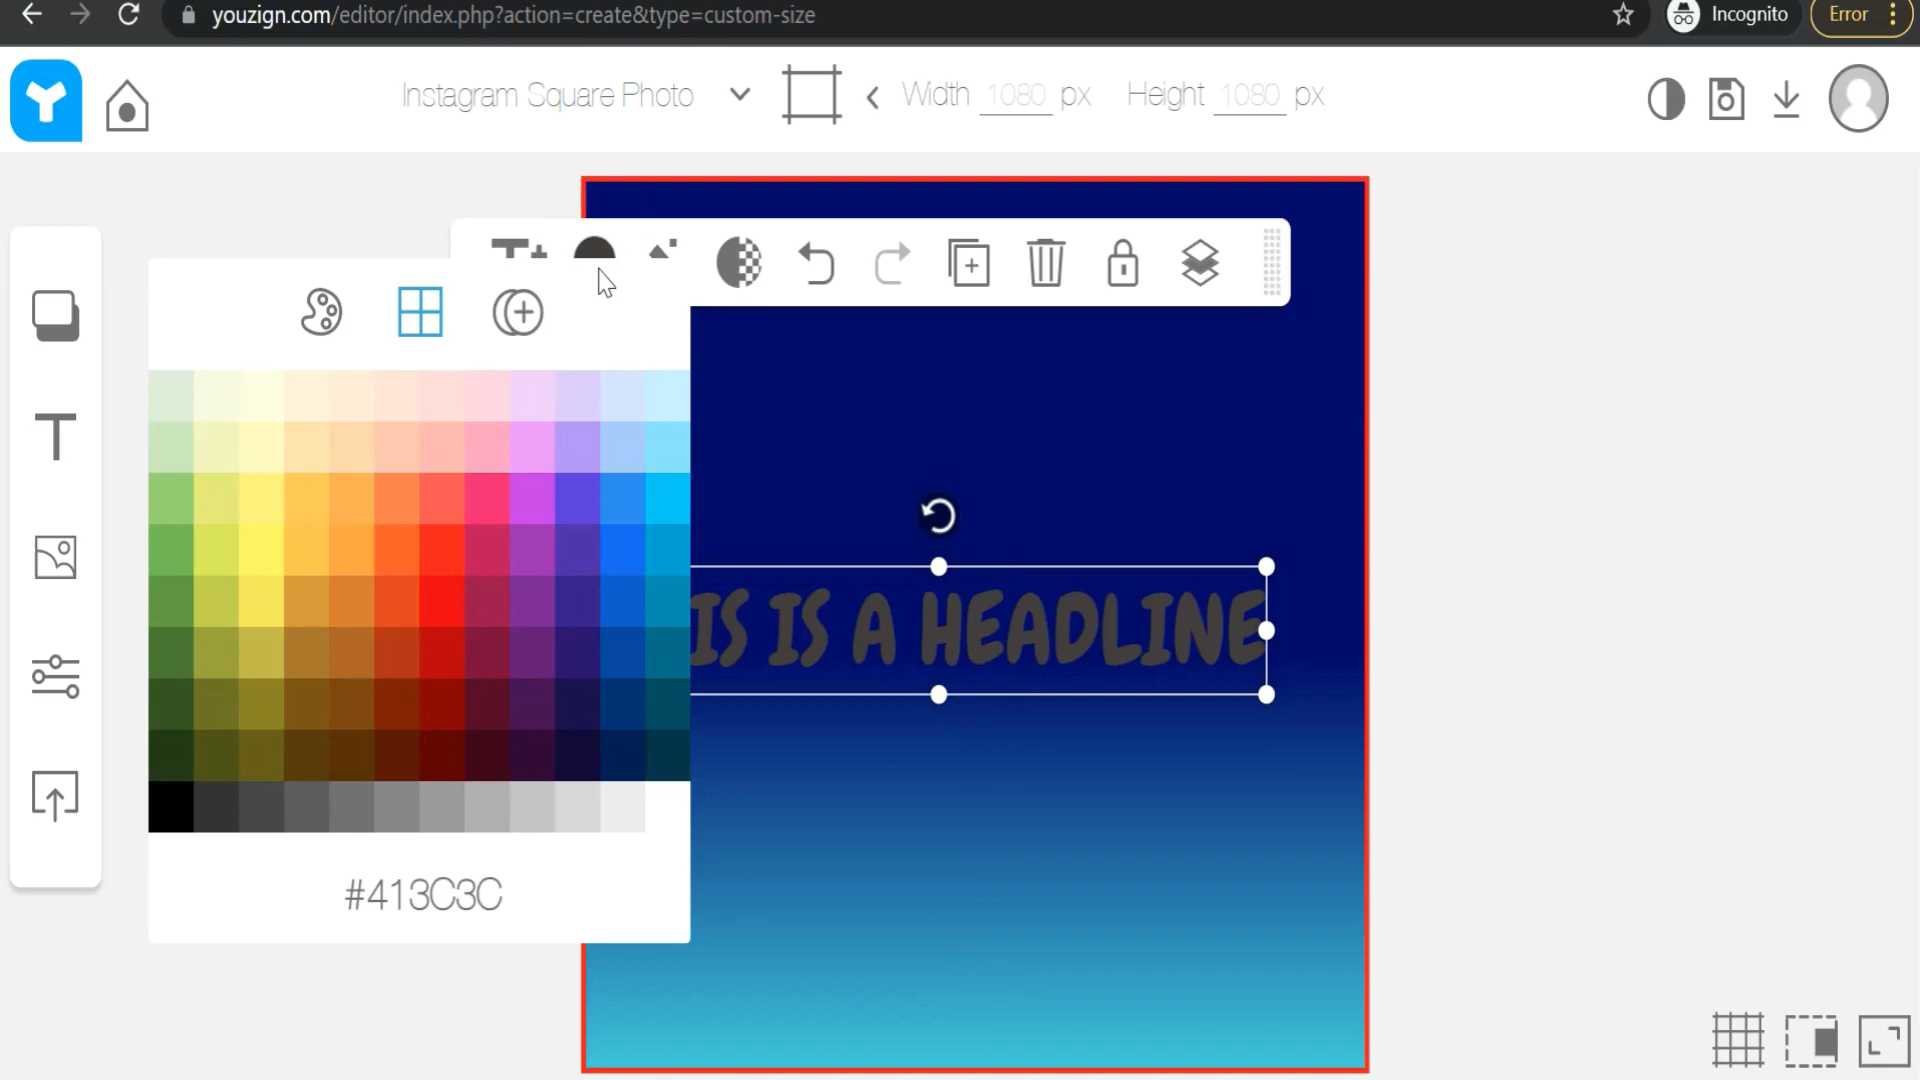 youzign.com/editor/index.php?action=create&type=custom-size
Incognito
Error
Instagram Square Photo
Width 1080 px
Height 1080 px
IS IS A HEADLINE
#413C3C